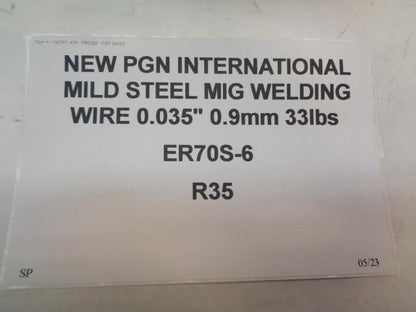 NEW PGN INTERNATIONAL
MILD STEEL MIG WELDING
WIRE 0.035" 0.9mm 33lbs
ER70S-6
R35
SP
05/23